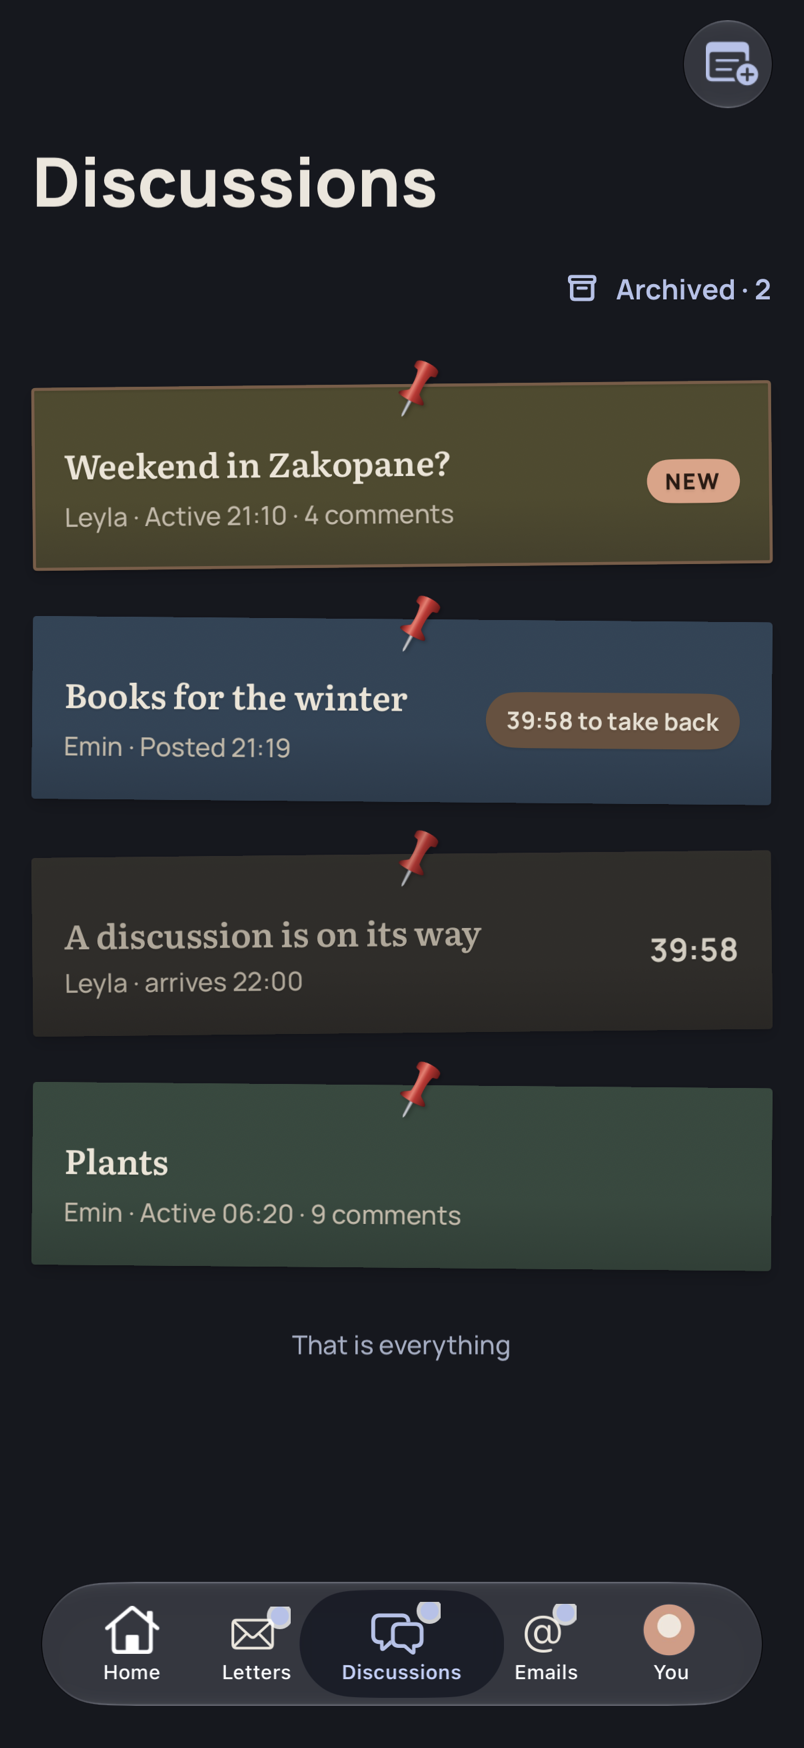 Discussions
Archived · 2
Weekend in Zakopane?
Leyla · Active 21:10 · 4 comments
NEW
Books for the winter
Emin · Posted 21:19
39:58 to take back
A discussion is on its way
Leyla · arrives 22:00
39:58
Plants
Emin · Active 06:20 · 9 comments
That is everything
Home
Letters
Discussions
@
Emails
You